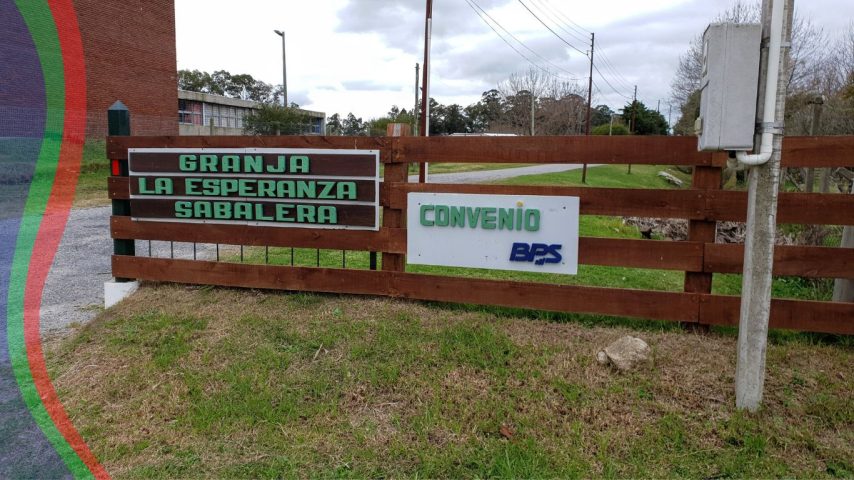 GRANJA
LA ESPERANZA
SABALERA
CONVENIO
BPS